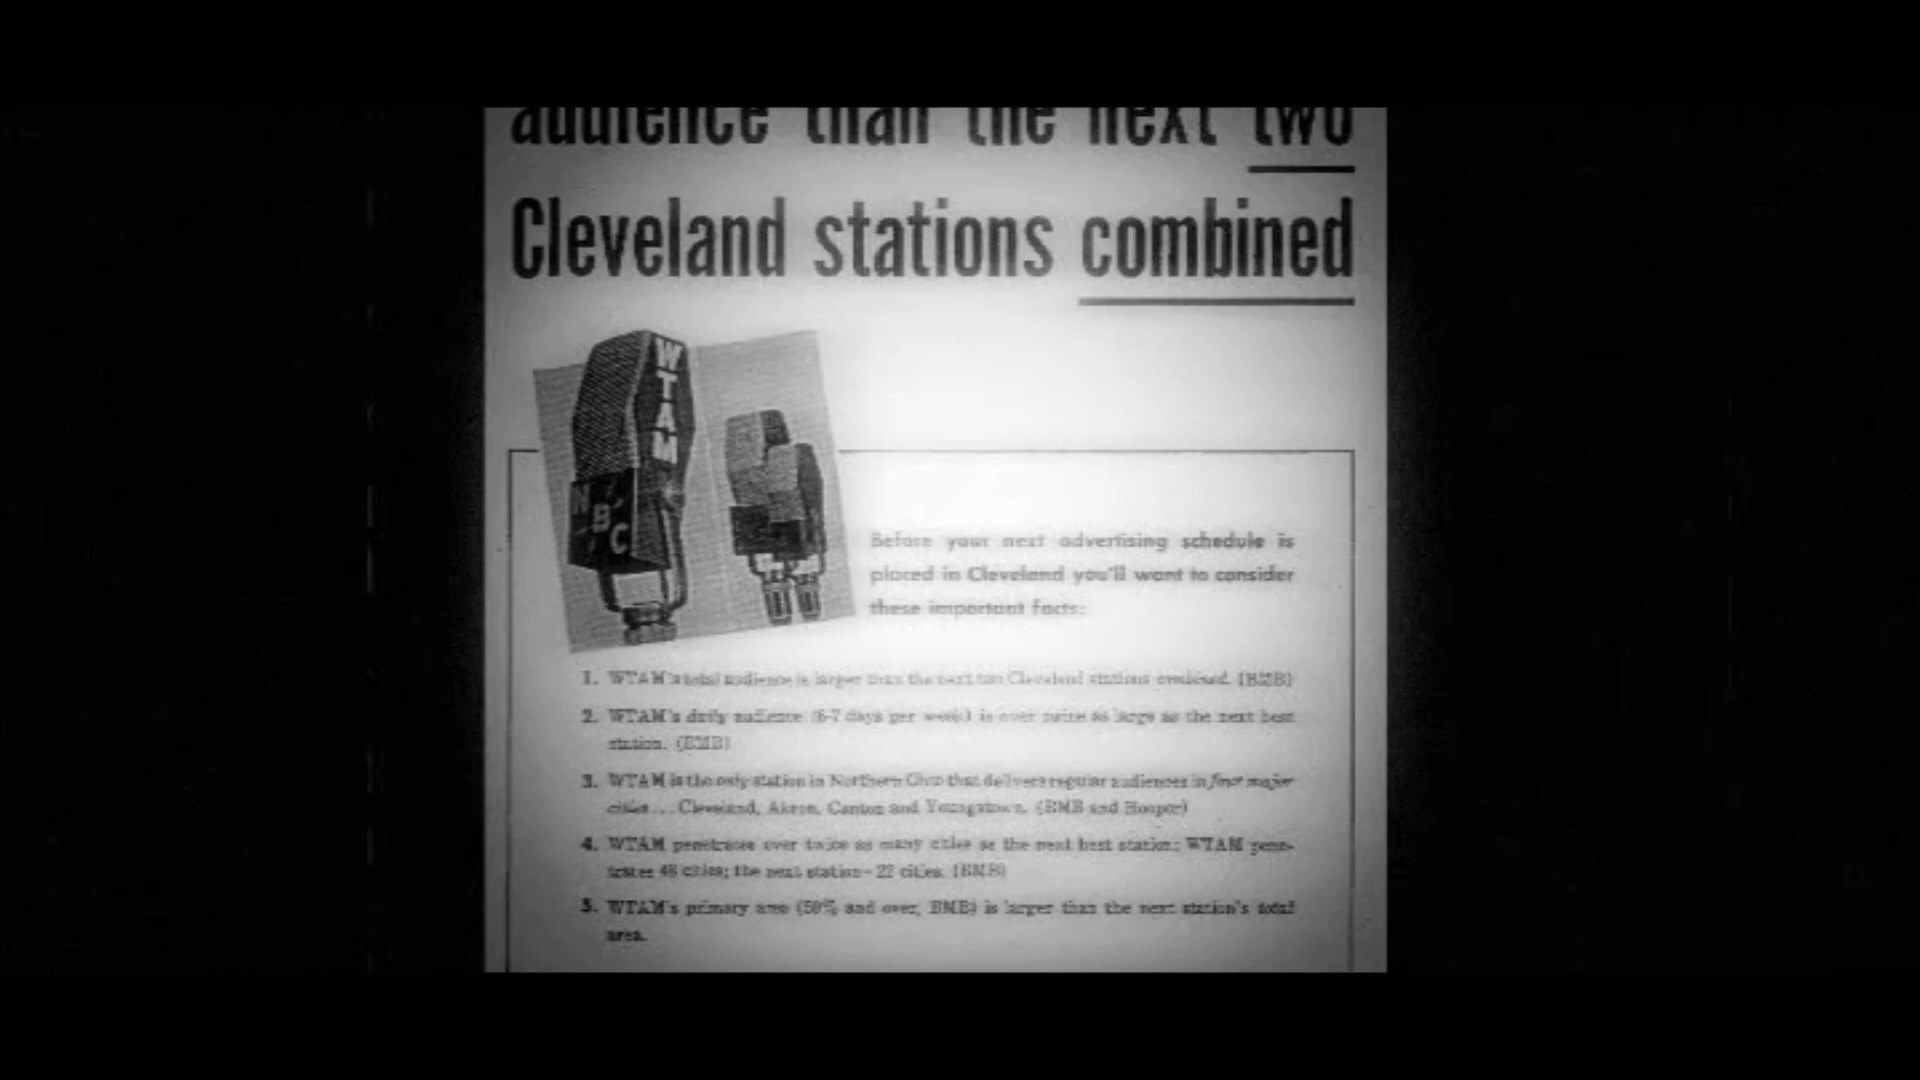 audience than the next two
Cleveland stations combined
WTAM
NBC
Before your next advertising schedule is
placed in Cleveland you'll want to consider
these important facts:
1. WTAM's total audience is larger than the next two Cleveland stations combined. (BMB)
2. WTAM's daily audience (6-7 days per week) is over twice as large as the next best
station. (BMB)
3. WTAM is the only station in Northern Ohio that delivers regular audiences in four major
cities... Cleveland, Akron, Canton and Youngstown. (BMB and Hooper)
4. WTAM penetrates over twice as many cities as the next best station; WTAM pene-
trates 48 cities; the next station- 22 cities. (BMB)
5. WTAM's primary area (50% and over, BMB) is larger than the next station's total
area.